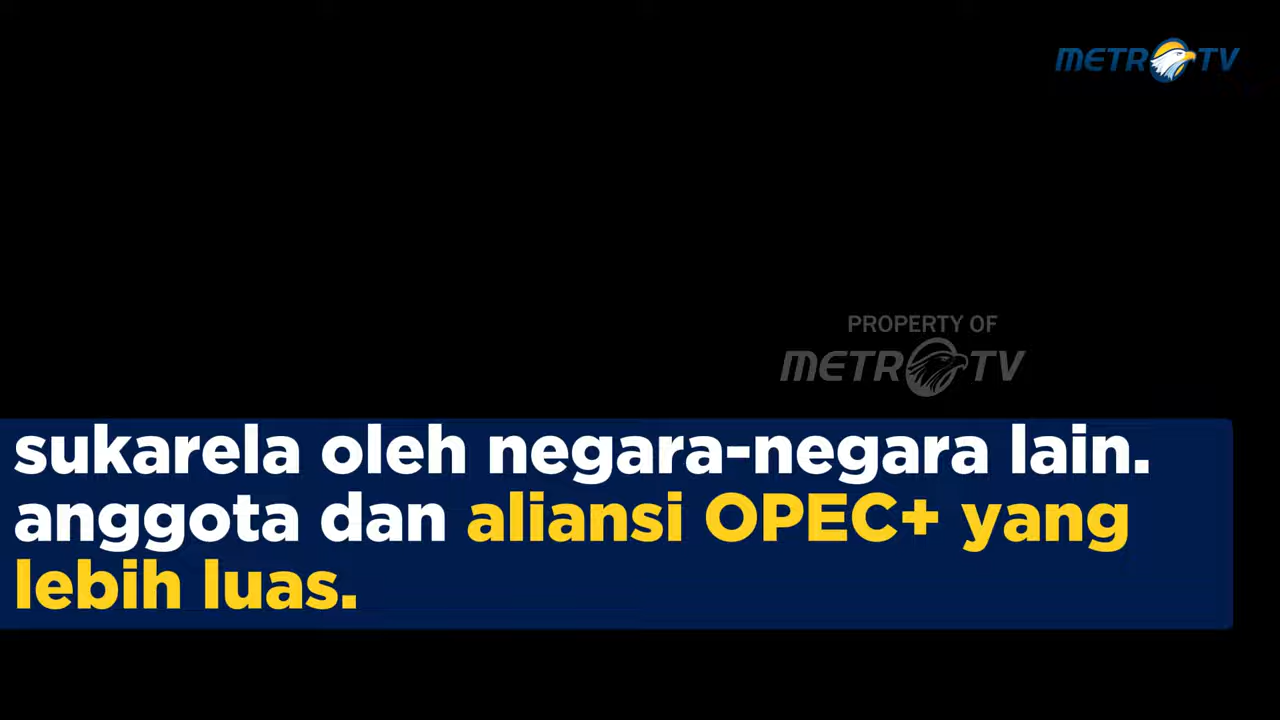 METRO TV
PROPERTY OF
METRO TV
sukarela oleh negara-negara lain.
anggota dan aliansi OPEC+ yang
lebih luas.